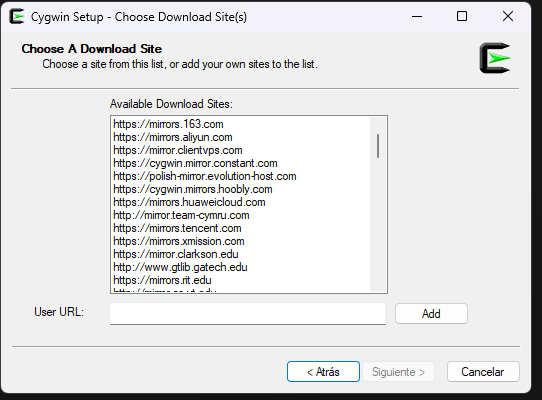 Cygwin Setup - Choose Download Site(s)
Choose A Download Site
Choose a site from this list, or add your own sites to the list.
Available Download Sites:
https://mirrors.163.com
https://mirrors.aliyun.com
https://mirror.clientvps.com
https://cygwin.mirror.constant.com
https://polish-mirror.evolution-host.com
https://cygwin.mirrors.hoobly.com
https://mirrors.huaweicloud.com
http://mirror.team-cymru.com
https://mirrors.tencent.com
https://mirrors.xmission.com
https://mirror.clarkson.edu
http://www.gtlib.gatech.edu
https://mirrors.rit.edu
User URL:
Add
< Atrás
Siguiente >
Cancelar